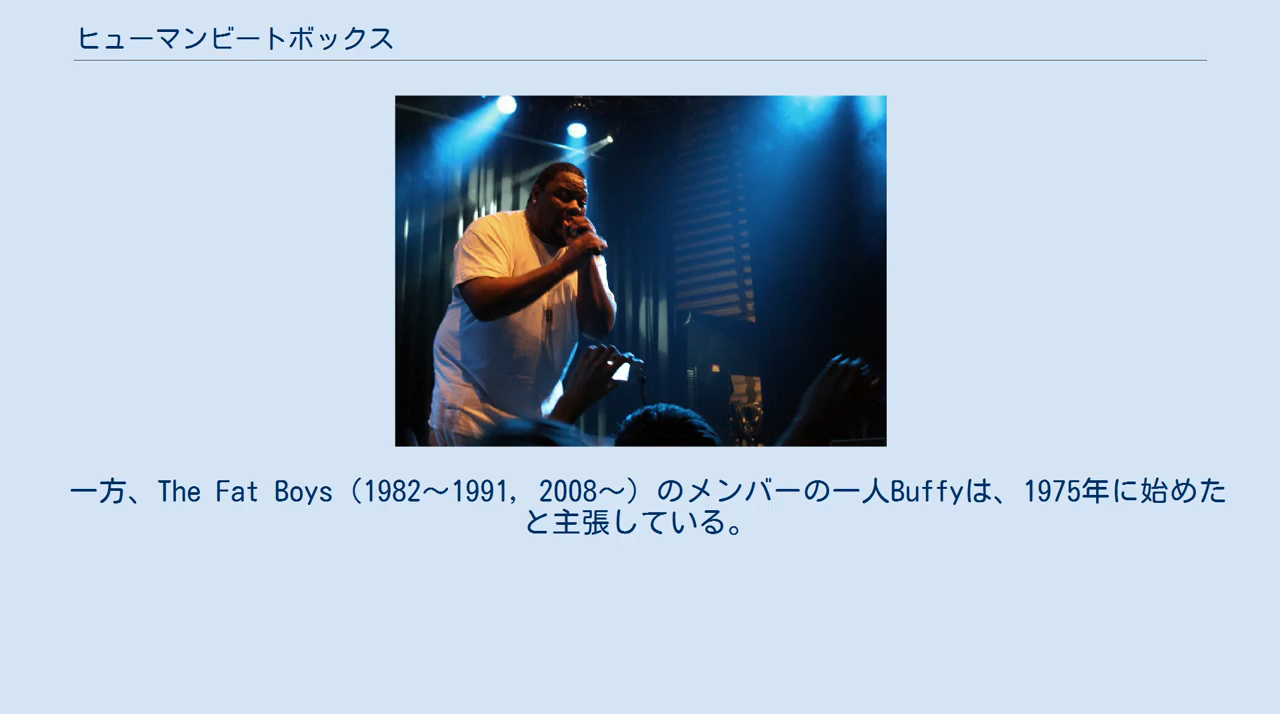 ヒューマンビートボックス
一方、The Fat Boys（1982〜1991, 2008〜）のメンバーの一人Buffyは、1975年に始めた
と主張している。